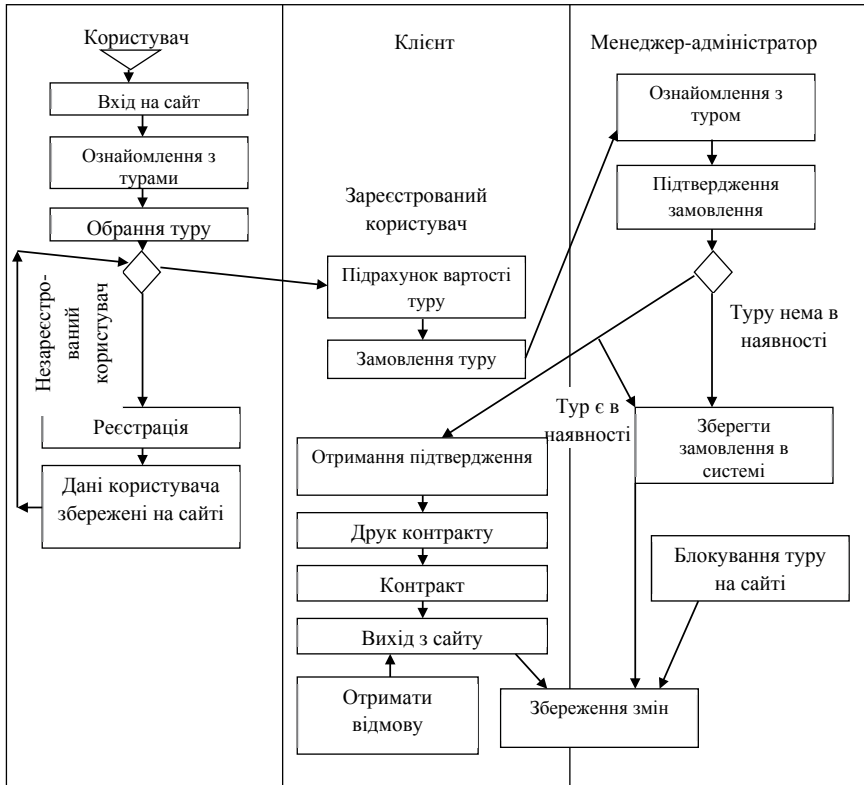 Користувач
Вхід на сайт
Ознайомлення з
турами
Обрання туру
Незареєстро-
ваний
користувач
Реєстрація
Дані користувача
збережені на сайті
Клієнт
Зареєстрований
користувач
Підрахунок вартості
туру
Замовлення туру
Отримання підтвердження
Друк контракту
Контракт
Вихід з сайту
Отримати
відмову
Менеджер-адміністратор
Ознайомлення з
туром
Підтвердження
замовлення
Туру нема в
наявності
Тур є в
наявності
Зберегти
замовлення в
системі
Блокування туру
на сайті
Збереження змін